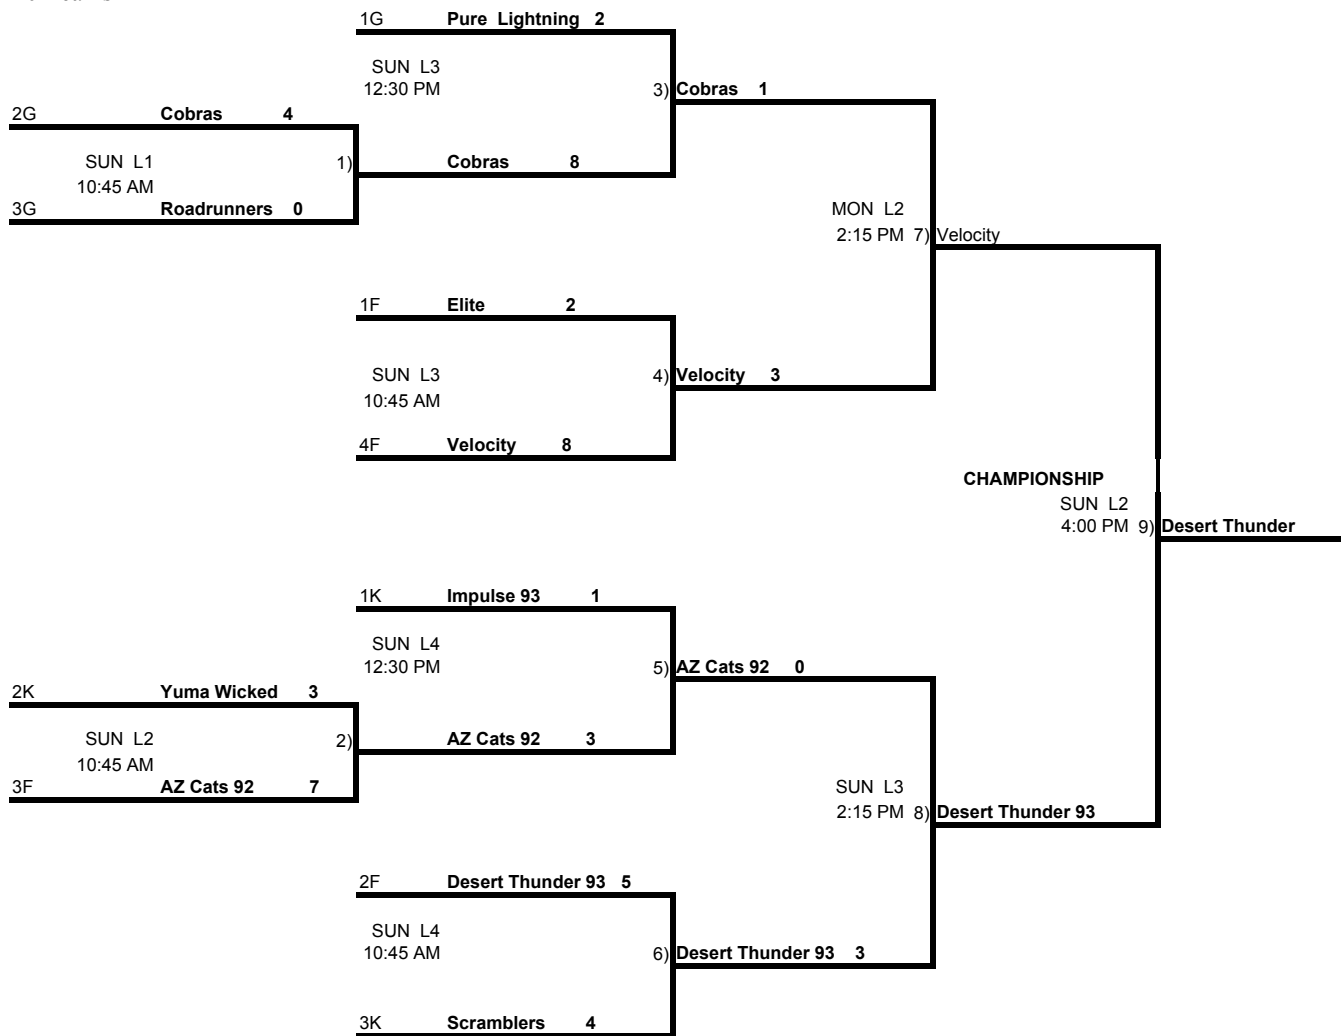 1G Pure Lightning 2
SUN L3
12:30 PM
3) Cobras 1
2G Cobras 4
SUN L1
10:45 AM
1)
Cobras 8
3G Roadrunners 0
MON L2
2:15 PM 7) Velocity
1F Elite 2
SUN L3
10:45 AM
4) Velocity 3
4F Velocity 8
CHAMPIONSHIP
SUN L2
4:00 PM 9) Desert Thunder
1K Impulse 93 1
SUN L4
12:30 PM
5) AZ Cats 92 0
2K Yuma Wicked 3
SUN L2
10:45 AM
2)
AZ Cats 92 3
3F AZ Cats 92 7
SUN L3
2:15 PM 8) Desert Thunder 93
2F Desert Thunder 93 5
SUN L4
10:45 AM
6) Desert Thunder 93 3
3K Scramblers 4